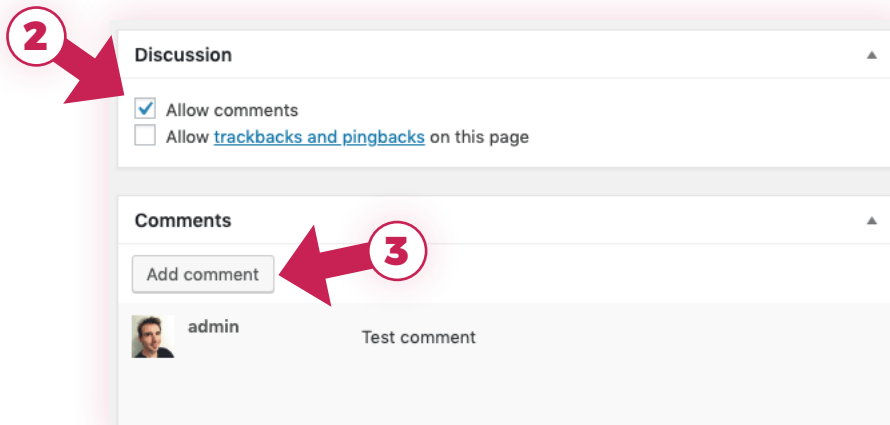 2
Discussion
Allow comments
Allow trackbacks and pingbacks on this page
Comments
3
Add comment
admin
Test comment